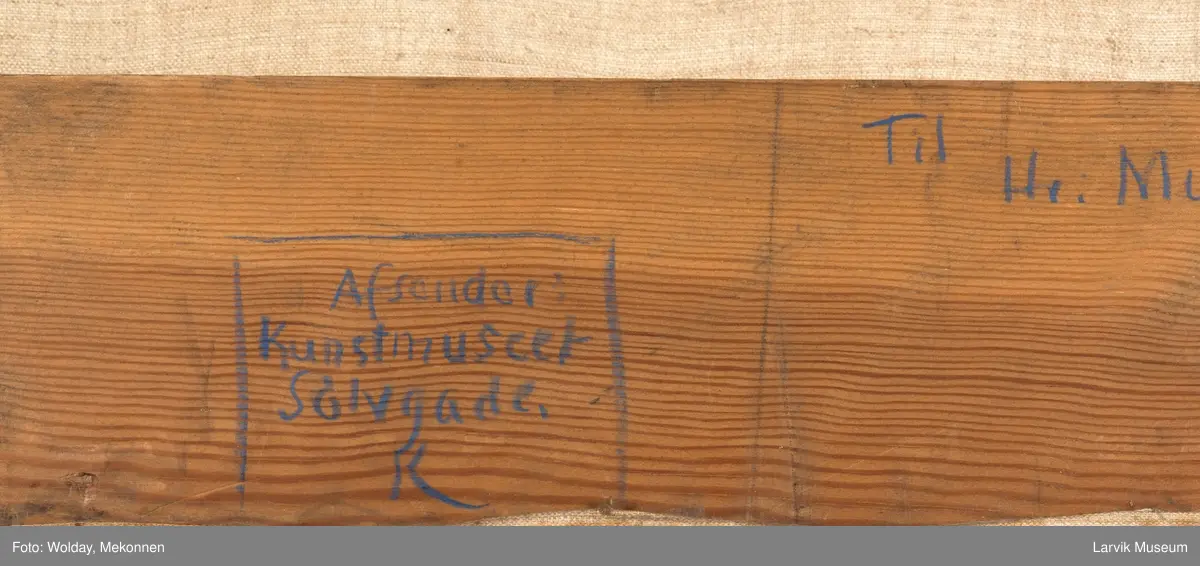 Til
Hr: Mu
Afsender:
Kunstmuseet
Sölvgade.
K
Foto: Wolday, Mekonnen
Larvik Museum